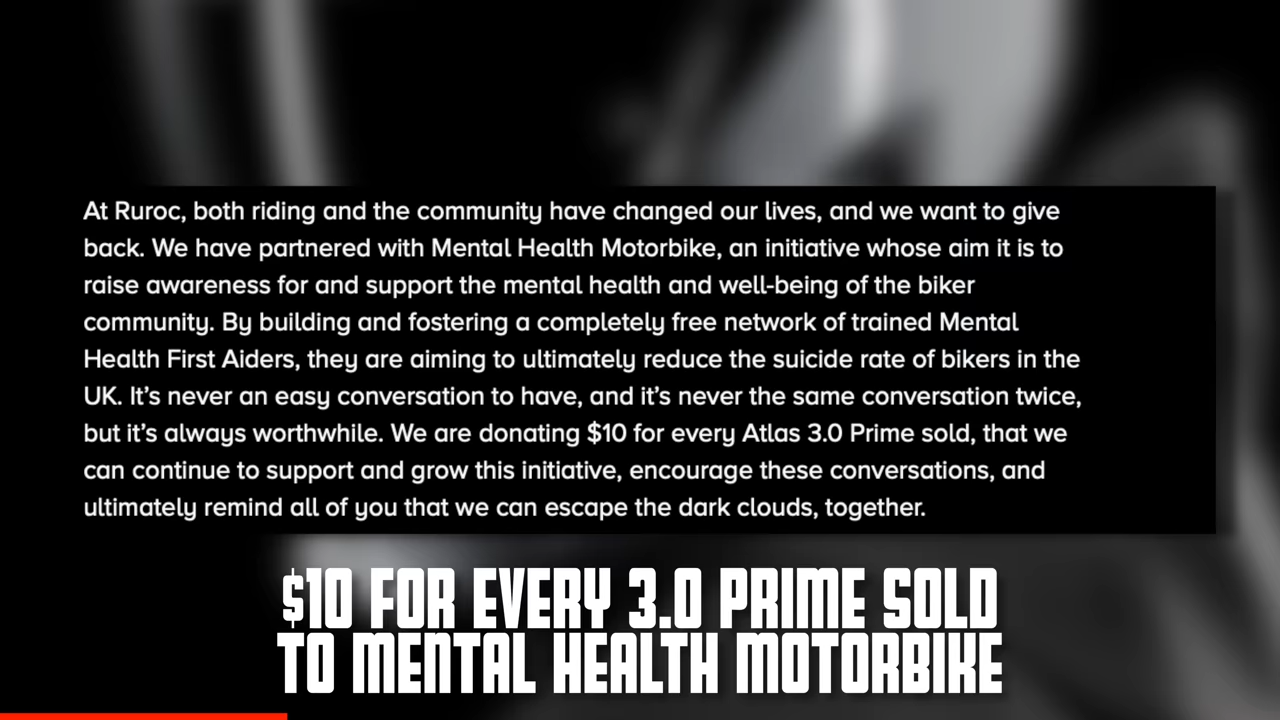 At Ruroc, both riding and the community have changed our lives, and we want to give
back. We have partnered with Mental Health Motorbike, an initiative whose aim it is to
raise awareness for and support the mental health and well-being of the biker
community. By building and fostering a completely free network of trained Mental
Health First Aiders, they are aiming to ultimately reduce the suicide rate of bikers in the
UK. It’s never an easy conversation to have, and it’s never the same conversation twice,
but it’s always worthwhile. We are donating $10 for every Atlas 3.0 Prime sold, that we
can continue to support and grow this initiative, encourage these conversations, and
ultimately remind all of you that we can escape the dark clouds, together.
$10 FOR EVERY 3.0 PRIME SOLD
TO MENTAL HEALTH MOTORBIKE